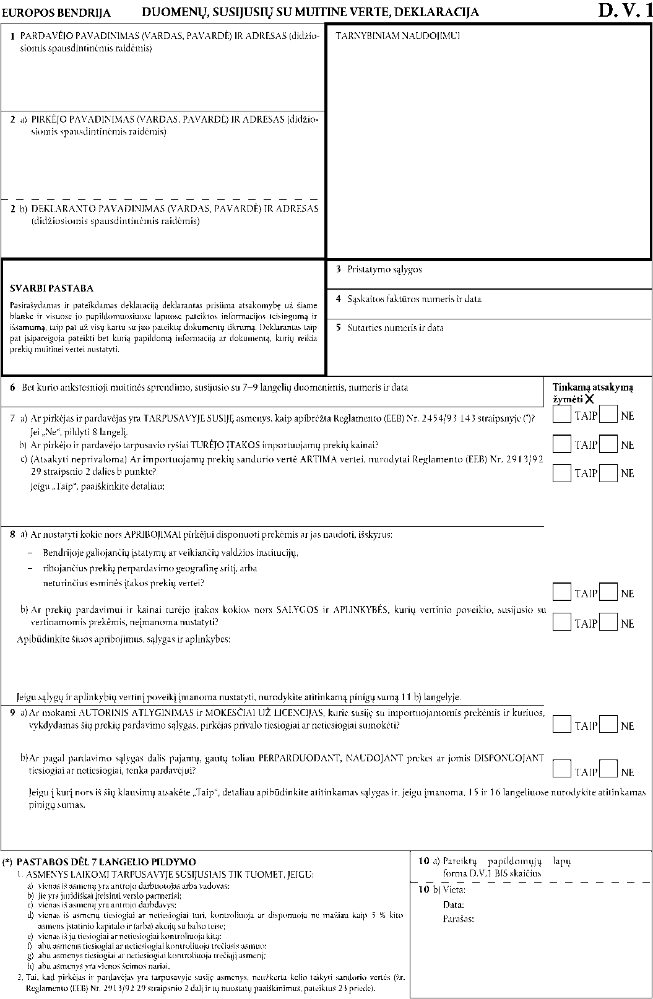 EUROPOS BENDRIJA
DUOMENŲ, SUSIJUSIŲ SU MUITINE VERTE, DEKLARACIJA
D. V. 1
1 PARDAVĖJO PAVADINIMAS (VARDAS, PAVARDĖ) IR ADRESAS (didžio-
siomis spausdintinėmis raidėmis)
TARNYBINIAM NAUDOJIMUI
2 a) PIRKĖJO PAVADINIMAS (VARDAS, PAVARDĖ) IR ADRESAS (didžio-
siomis spausdintinėmis raidėmis)
2 b) DEKLARANTO PAVADINIMAS (VARDAS, PAVARDĖ) IR ADRESAS
(didžiosiomis spausdintinėmis raidėmis)
SVARBI PASTABA
Pasirašydamas ir pateikdamas deklaraciją deklarantas prisiima atsakomybę už šiame
blanke ir visuose jo papildomuosiuose lapuose pateiktos informacijos teisingumą ir
išsamumą, taip pat už visų kartu su juo pateiktų dokumentų tikrumą. Deklarantas taip
pat įsipareigoja pateikti bet kurią papildomą informaciją ar dokumentą, kurių reikia
prekių muitinei vertei nustatyti.
3 Pristatymo sąlygos
4 Sąskaitos faktūros numeris ir data
5 Sutarties numeris ir data
6 Bet kurio ankstesnioji muitinės sprendimo, susijusio su 7–9 langelių duomenimis, numeris ir data
Tinkamą atsakymą
žymėti X
7 a) Ar pirkėjas ir pardavėjas yra TARPUSAVYJE SUSIJĘ asmenys, kaip apibrėžta Reglamento (EEB) Nr. 2454/93 143 straipsnyje (*)?
TAIP NE
Jei „Ne“, pildyti 8 langelį.
b) Ar pirkėjo ir pardavėjo tarpusavio ryšiai TURĖJO ĮTAKOS importuojamų prekių kainai?
TAIP NE
c) (Atsakyti neprivaloma) Ar importuojamų prekių sandorio vertė ARTIMA vertei, nurodytai Reglamento (EEB) Nr. 2913/92
29 straipsnio 2 dalies b punkte?
TAIP NE
Jeigu „Taip“, paaiškinkite detaliau:
8 a) Ar nustatyti kokie nors APRIBOJIMAI pirkėjui disponuoti prekėmis ar jas naudoti, išskyrus:
– Bendrijoje galiojančių įstatymų ar veikiančių valdžios institucijų,
– ribojančius prekių perpardavimo geografinę sritį, arba
neturinčius esminės įtakos prekių vertei?
TAIP NE
b) Ar prekių pardavimui ir kainai turėjo įtakos kokios nors SĄLYGOS ir APLINKYBĖS, kurių vertinio poveikio, susijusio su
vertinamomis prekėmis, neįmanoma nustatyti?
TAIP NE
Apibūdinkite šiuos apribojimus, sąlygas ir aplinkybes:
Jeigu sąlygų ir aplinkybių vertinį poveikį įmanoma nustatyti, nurodykite atitinkamą pinigų sumą 11 b) langelyje.
9 a) Ar mokami AUTORINIS ATLYGINIMAS ir MOKESČIAI UŽ LICENCIJAS, kurie susiję su importuojamomis prekėmis ir kuriuos,
vykdydamas šių prekių pardavimo sąlygas, pirkėjas privalo tiesiogiai ar netiesiogiai sumokėti?
TAIP NE
b) Ar pagal pardavimo sąlygas dalis pajamų, gautų toliau PERPARDUODANT, NAUDOJANT prekes ar jomis DISPONUOJANT
tiesiogiai ar netiesiogiai, tenka pardavėjui?
TAIP NE
Jeigu į kurį nors iš šių klausimų atsakėte „Taip“, detaliau apibūdinkite atitinkamas sąlygas ir, jeigu įmanoma, 15 ir 16 langeliuose nurodykite atitinkamas
pinigų sumas.
(*) PASTABOS DĖL 7 LANGELIO PILDYMO
1. ASMENYS LAIKOMI TARPUSAVYJE SUSIJUSIAIS TIK TUOMET, JEIGU:
a) vienas iš asmenų yra antrojo darbuotojas arba vadovas;
b) jie yra juridiškai įteisinti verslo partneriai;
c) vienas iš asmenų yra antrojo darbdavys;
d) vienas iš asmenų tiesiogiai ar netiesiogiai turi, kontroliuoja ar disponuoja ne mažiau kaip 5 % kito
asmens įstatinio kapitalo ir (arba) akcijų su balso teise;
e) vienas iš jų tiesiogiai ar netiesiogiai kontroliuoja kitą;
f) abu asmenis tiesiogiai ar netiesiogiai kontroliuoja trečiasis asmuo;
g) abu asmenys tiesiogiai ar netiesiogiai kontroliuoja trečiąjį asmenį;
h) abu asmenys yra vienos šeimos nariai.
2. Tai, kad pirkėjas ir pardavėjas yra tarpusavyje susiję asmenys, neužkerta kelio taikyti sandorio vertės (žr.
Reglamento (EEB) Nr. 2913/92 29 straipsnio 2 dalį ir tų nuostatų paaiškinimus, pateiktus 23 priede).
10 a) Pateiktų papildomųjų lapų
forma D.V.1 BIS skaičius
10 b) Vieta:
Data:
Parašas: